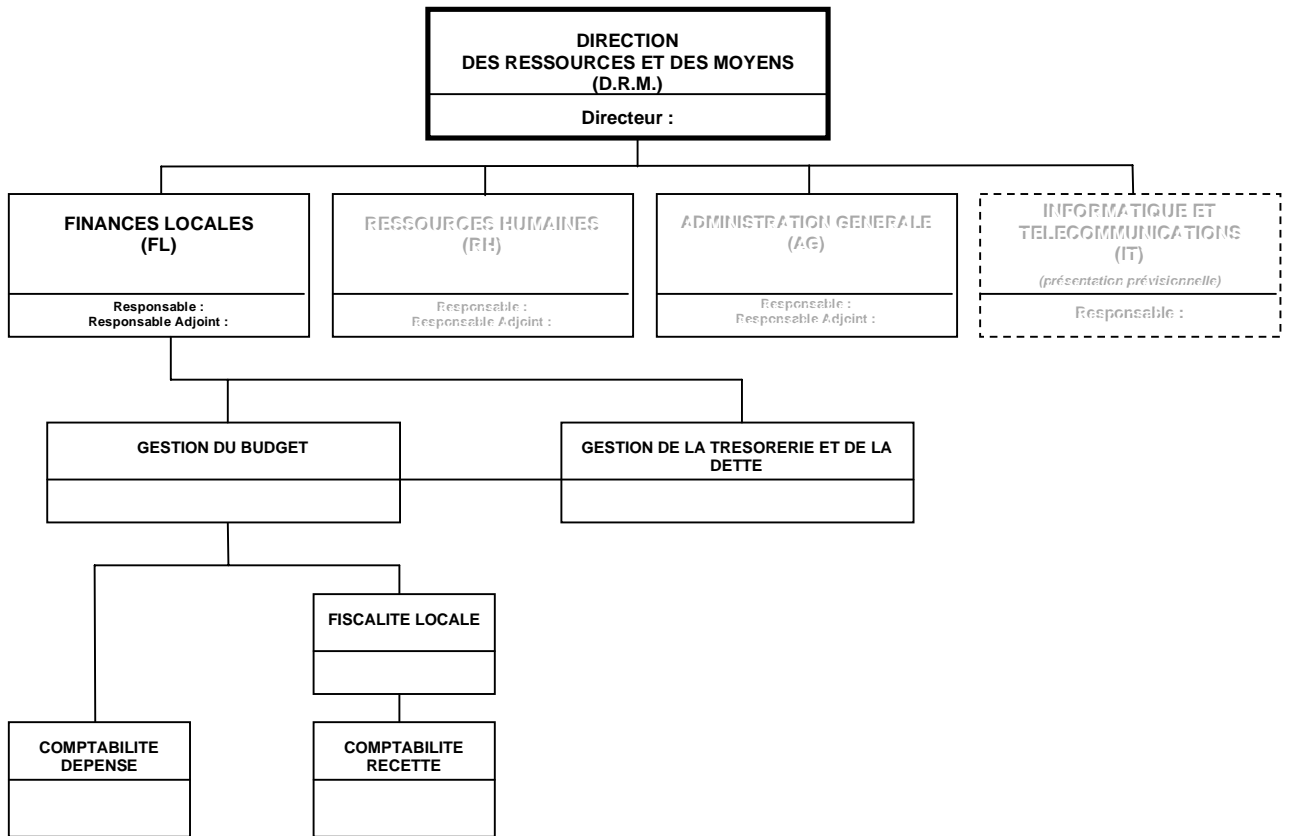 DIRECTION
DES RESSOURCES ET DES MOYENS
(D.R.M.)
Directeur :
FINANCES LOCALES
(FL)
Responsable :
Responsable Adjoint :
RESSOURCES HUMAINES
(RH)
Responsable :
Responsable Adjoint :
ADMINISTRATION GENERALE
(AG)
Responsable :
Responsable Adjoint :
INFORMATIQUE ET
TELECOMMUNICATIONS
(IT)
(présentation prévisionnelle)
Responsable :
GESTION DU BUDGET
GESTION DE LA TRESORERIE ET DE LA
DETTE
FISCALITE LOCALE
COMPTABILITE
DEPENSE
COMPTABILITE
RECETTE